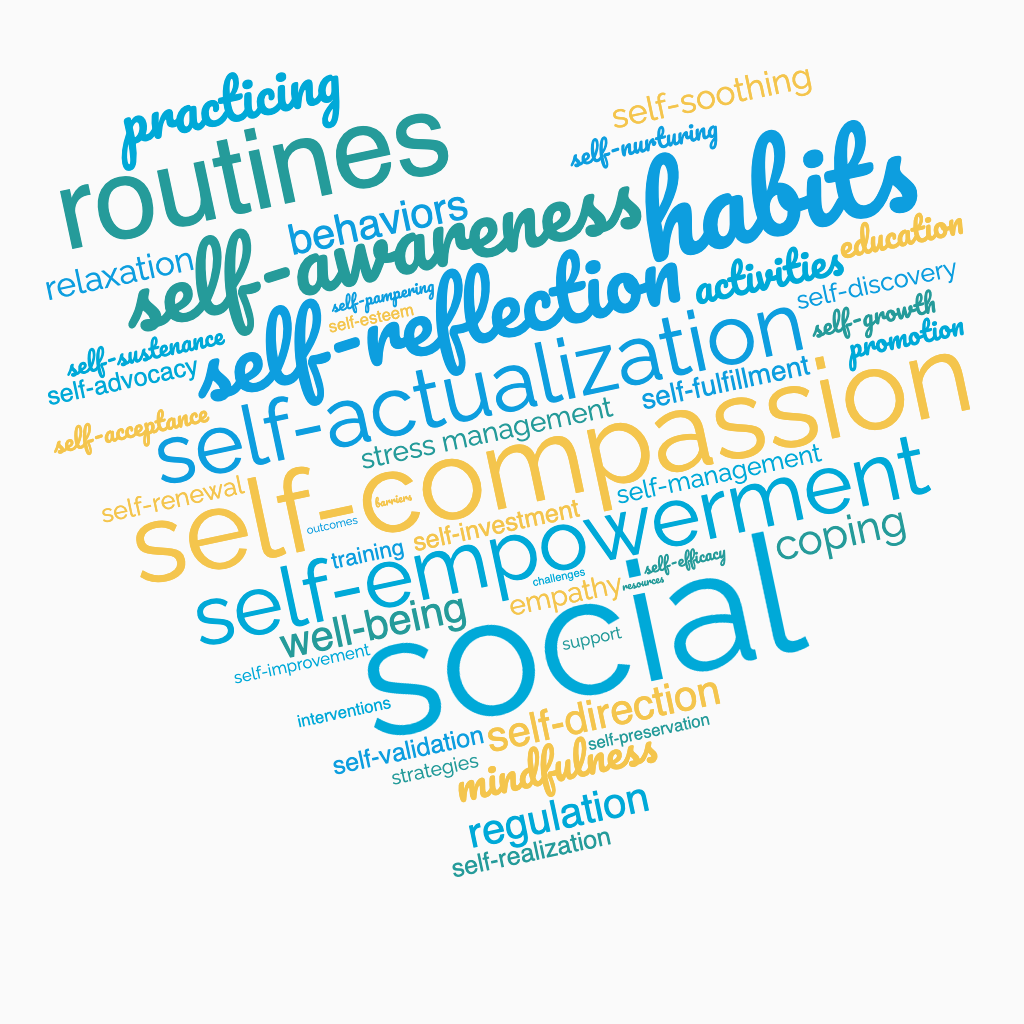 practicing
self-soothing
routines
self-nurturing
habits
behaviors
self-awareness
education
relaxation
activities
self-discovery
self-pampering
self-esteem
self-reflection
self-growth
self-sustenance
promotion
self-advocacy
self-actualization
self-fulfillment
self-acceptance
stress management
self-compassion
self-renewal
self-management
barriers
outcomes
self-investment
self-empowerment
training
coping
self-efficacy
challenges
resources
empathy
well-being
social
support
self-improvement
interventions
self-direction
self-preservation
self-validation
strategies
mindfulness
regulation
self-realization